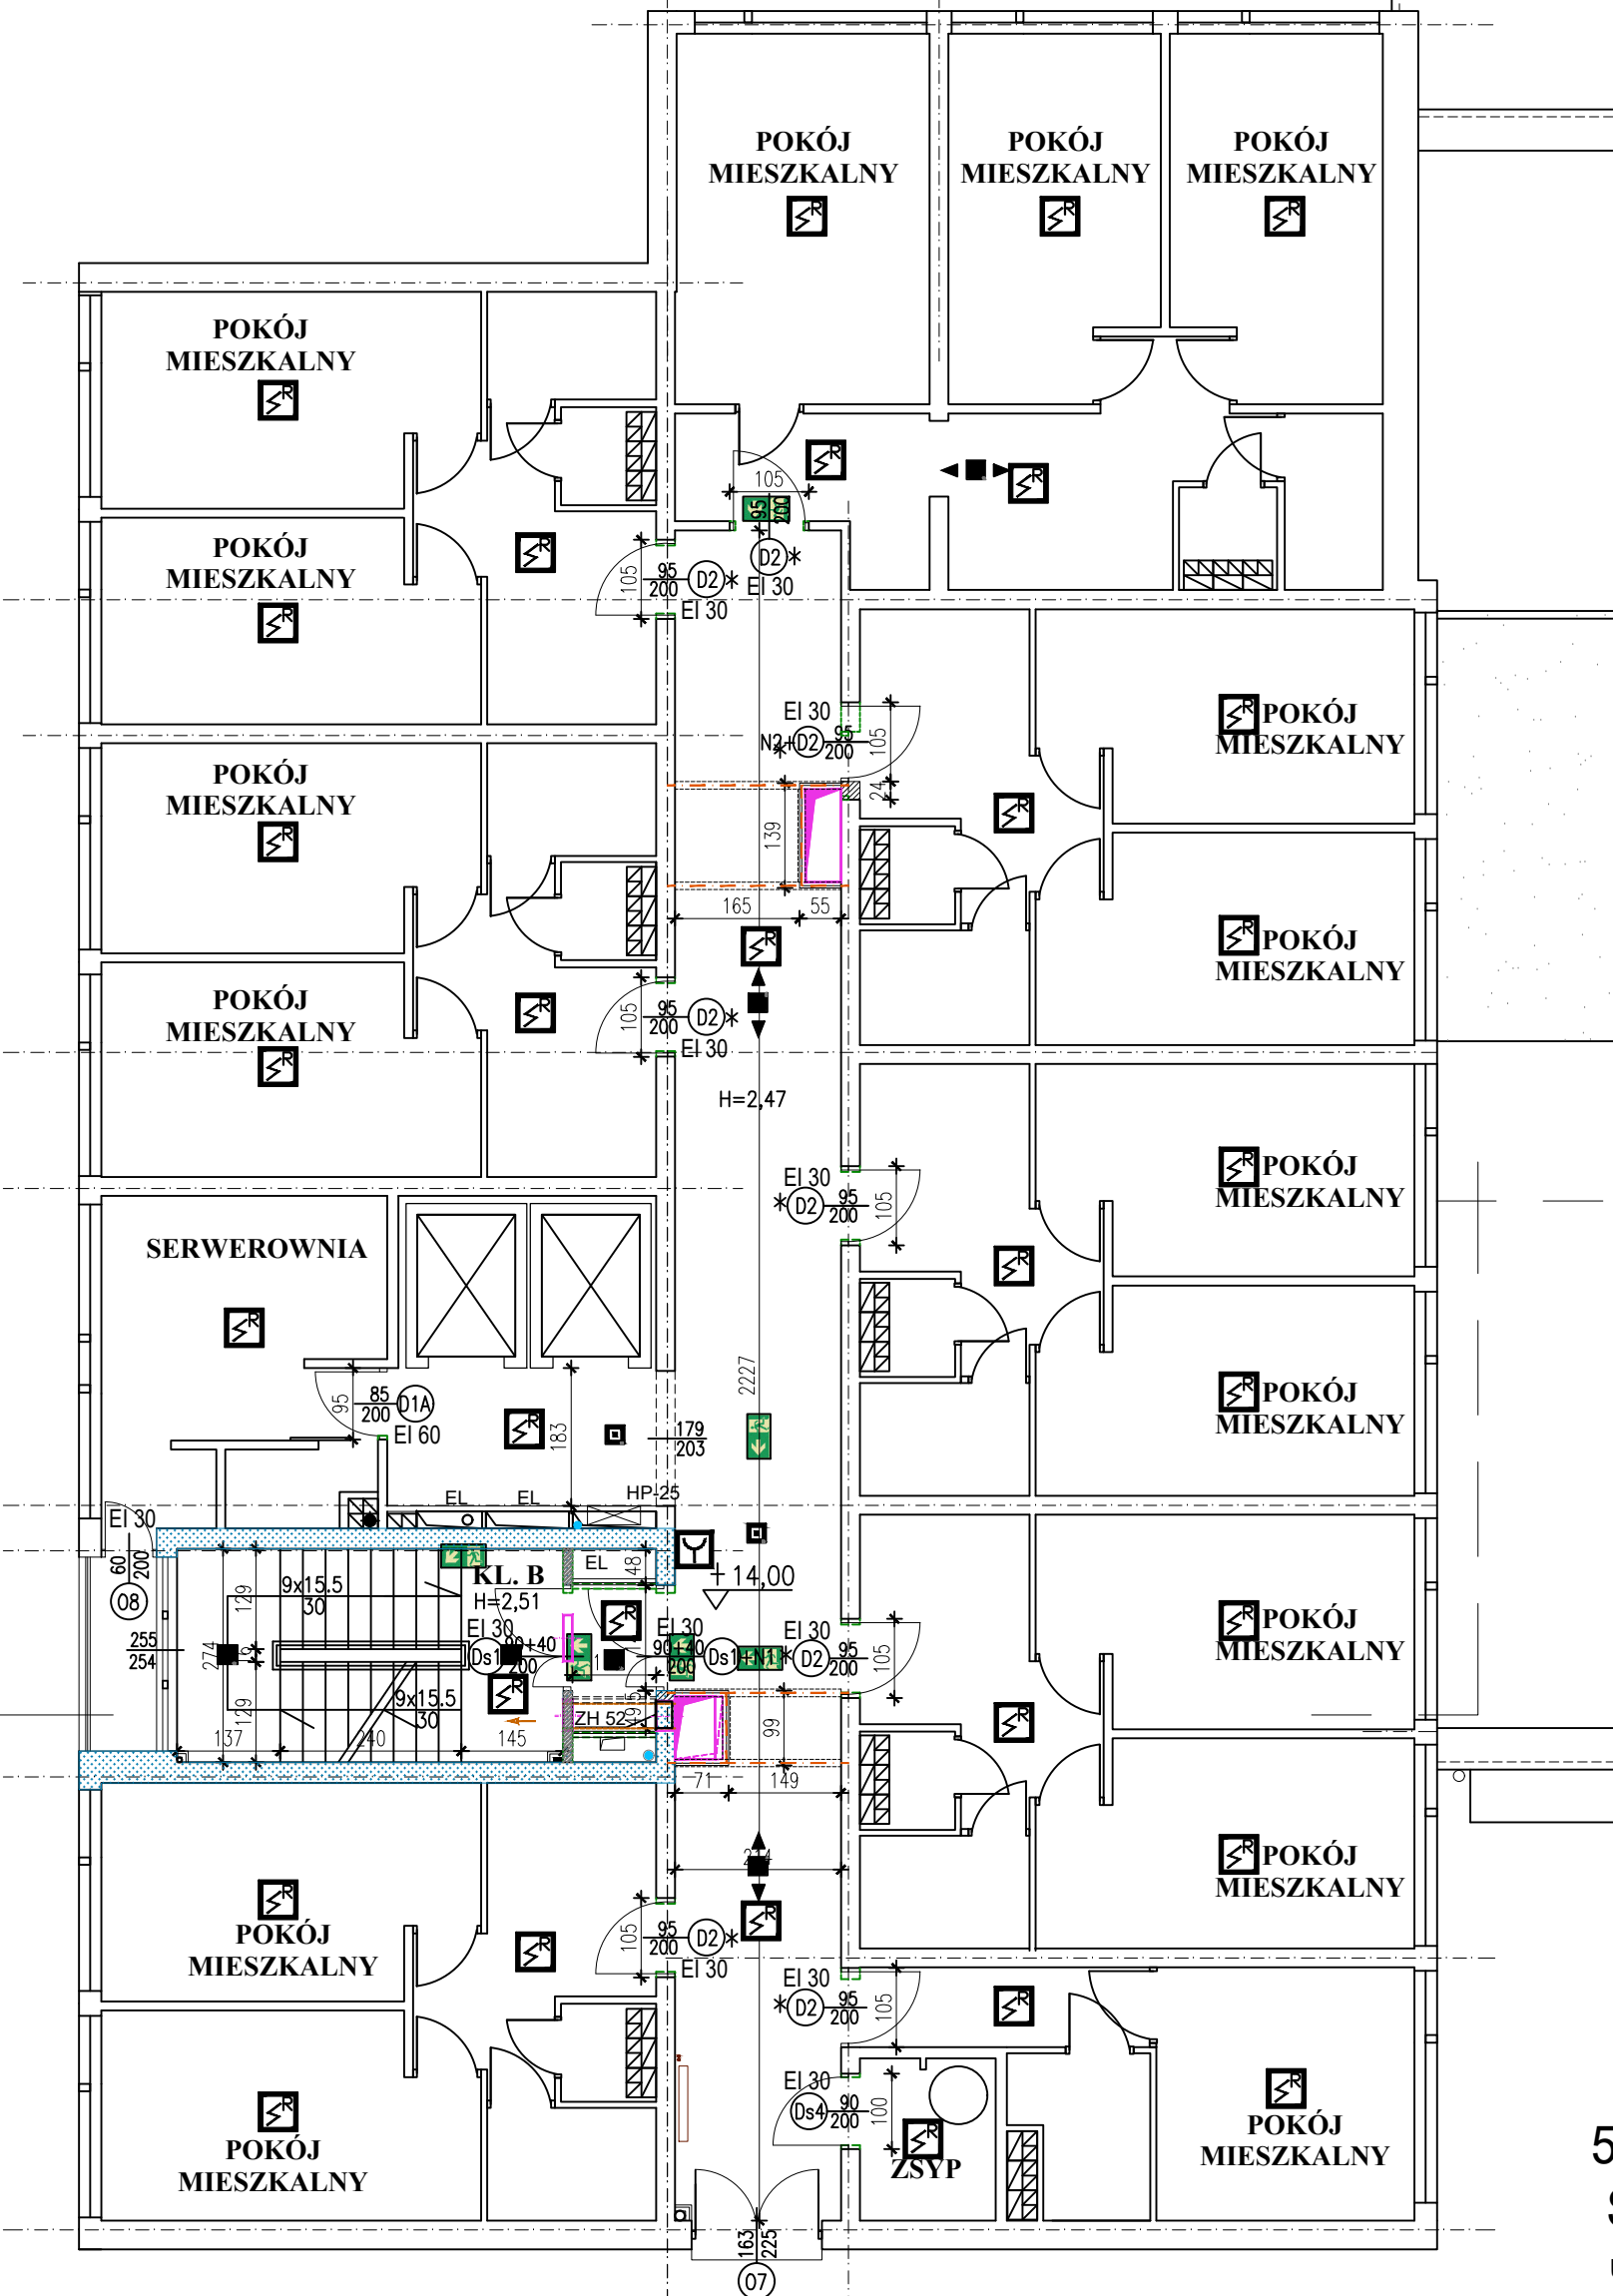 POKÓJ
MIESZKALNY
R
POKÓJ
MIESZKALNY
R
POKÓJ
MIESZKALNY
R
POKÓJ
MIESZKALNY
R
R
R
105
95
200
D2*
EI 30
POKÓJ
MIESZKALNY
R
R
105
95
200
D2*
EI 30
EI 30
N2+D2
*
95
200
105
24
R
POKÓJ
MIESZKALNY
POKÓJ
MIESZKALNY
R
139
R
165
55
R
R
POKÓJ
MIESZKALNY
POKÓJ
MIESZKALNY
R
R
105
95
200
D2*
EI 30
H=2,47
EI 30
*D2
95
200
105
R
POKÓJ
MIESZKALNY
SERWEROWNIA
R
R
2227
95
85
200
D1A
EI 60
R
183
179
203
R
POKÓJ
MIESZKALNY
EL
EL
HP-25
EI 30
60
200
08
KL. B
H=2,51
EL
48
+14,00
9x15.5
30
129
274
129
255
254
EI 30
Ds1
90+40
200
R
EI 30
90+40
200
Ds1
EI 30
*D2
95
200
105
R
POKÓJ
MIESZKALNY
R
9x15.5
30
ZH 52
137
240
145
99
71
149
R
R
POKÓJ
MIESZKALNY
214
R
POKÓJ
MIESZKALNY
R
105
95
200
D2*
EI 30
R
EI 30
*D2
95
200
105
R
R
POKÓJ
MIESZKALNY
EI 30
Ds4
90
200
100
R
ZSYP
R
POKÓJ
MIESZKALNY
163
225
07
5